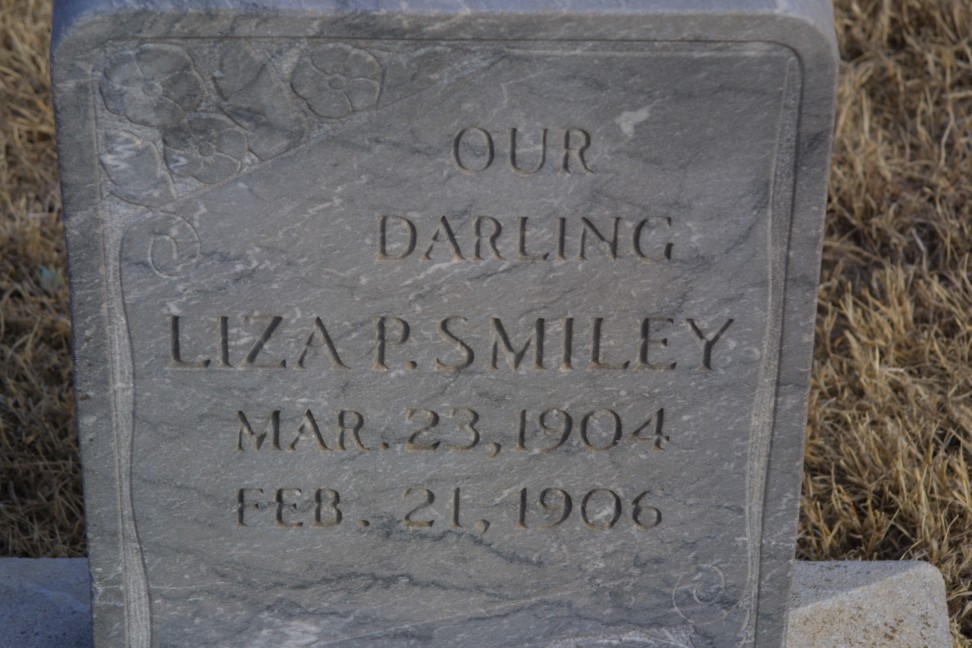 OUR
DARLING
LIZA P. SMILEY
MAR. 23, 1904
FEB. 21, 1906